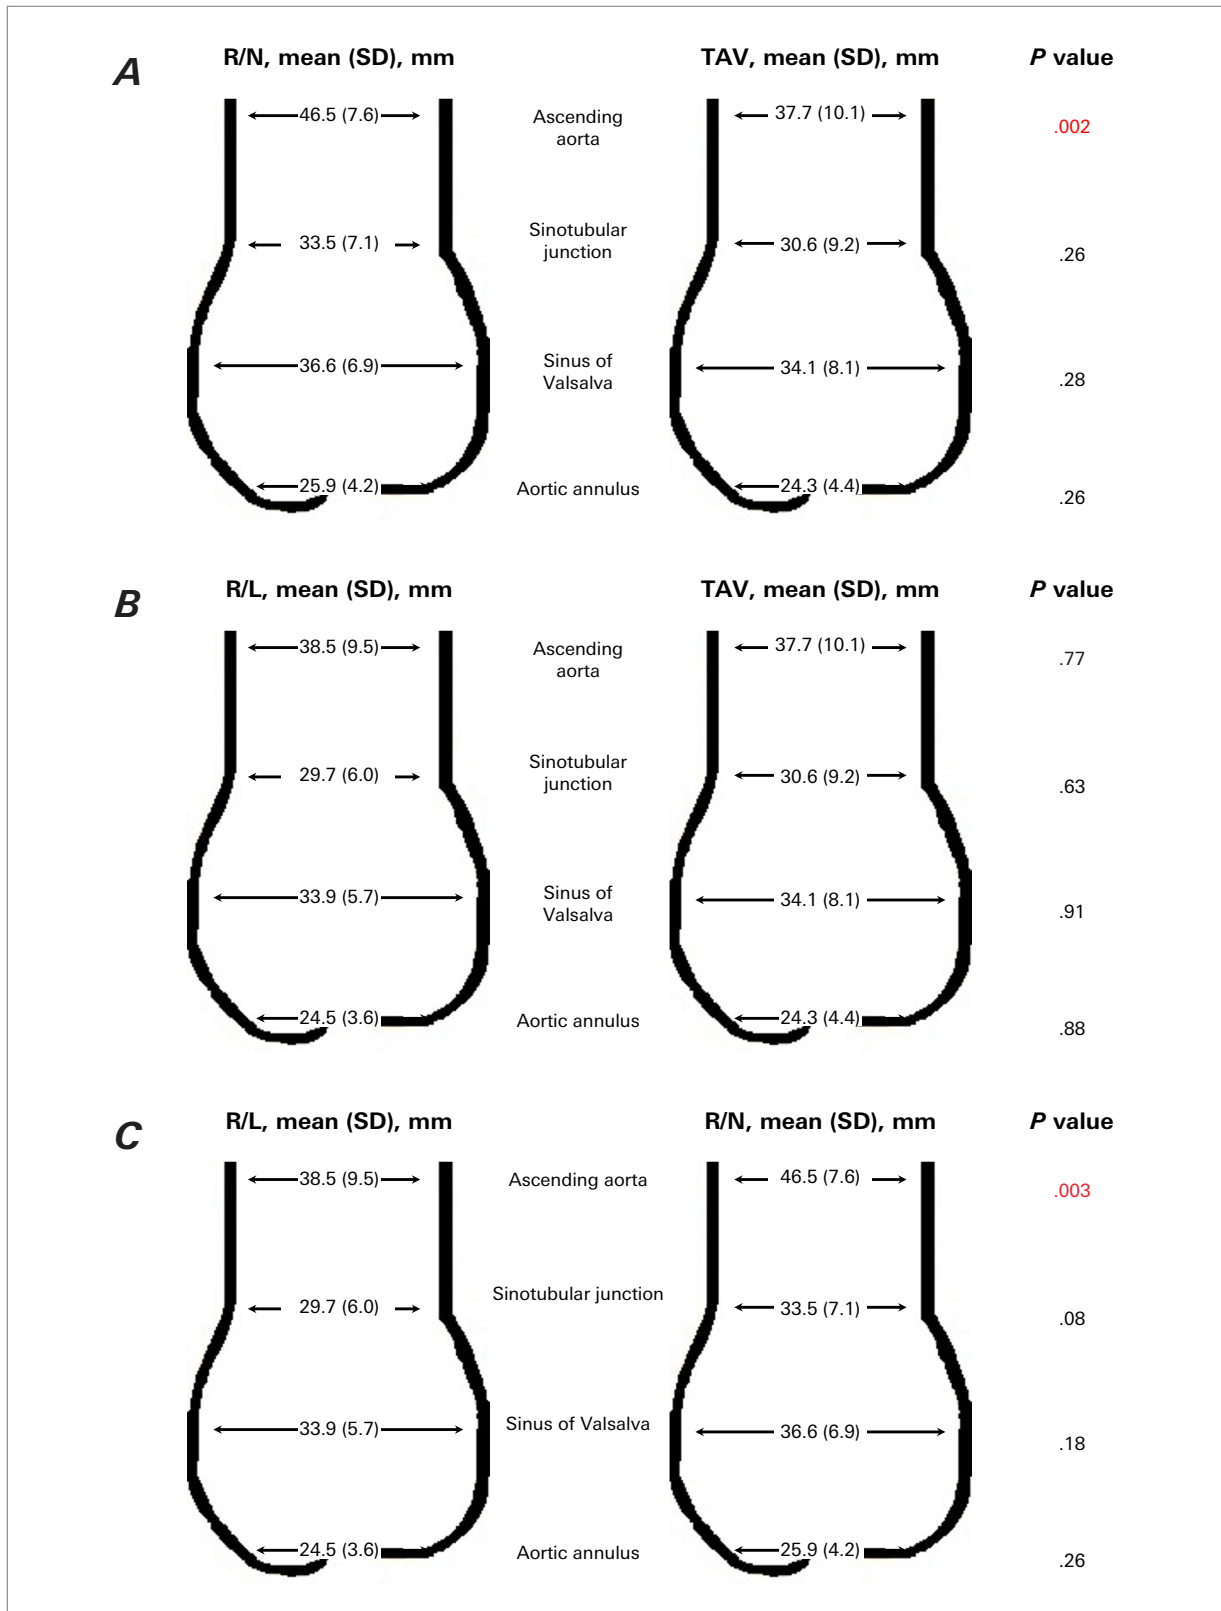 A
R/N, mean (SD), mm
TAV, mean (SD), mm
P value
46.5 (7.6)
Ascending
aorta
37.7 (10.1)
.002
33.5 (7.1)
Sinotubular
junction
30.6 (9.2)
.26
36.6 (6.9)
Sinus of
Valsalva
34.1 (8.1)
.28
25.9 (4.2)
Aortic annulus
24.3 (4.4)
.26
B
R/L, mean (SD), mm
TAV, mean (SD), mm
P value
38.5 (9.5)
Ascending
aorta
37.7 (10.1)
.77
29.7 (6.0)
Sinotubular
junction
30.6 (9.2)
.63
33.9 (5.7)
Sinus of
Valsalva
34.1 (8.1)
.91
24.5 (3.6)
Aortic annulus
24.3 (4.4)
.88
C
R/L, mean (SD), mm
R/N, mean (SD), mm
P value
38.5 (9.5)
Ascending aorta
46.5 (7.6)
.003
29.7 (6.0)
Sinotubular junction
33.5 (7.1)
.08
33.9 (5.7)
Sinus of Valsalva
36.6 (6.9)
.18
24.5 (3.6)
Aortic annulus
25.9 (4.2)
.26